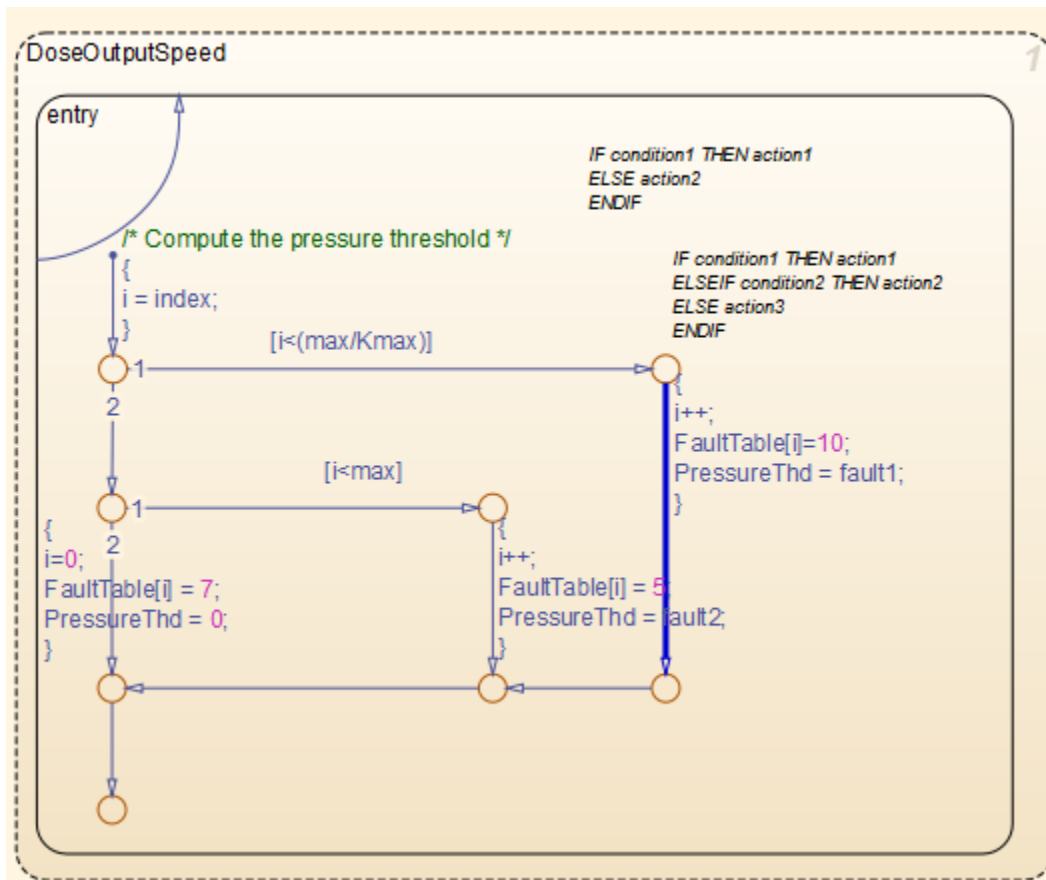 DoseOutputSpeed
1
entry
IF condition1 THEN action1
ELSE action2
ENDIF
/* Compute the pressure threshold */
{
i = index;
}
IF condition1 THEN action1
ELSEIF condition2 THEN action2
ELSE action3
ENDIF
[i<(max/Kmax)]
1
2
{
i++;
FaultTable[i]=10;
PressureThd = fault1;
}
[i<max]
1
2
{
i=0;
FaultTable[i] = 7;
PressureThd = 0;
}
{
i++;
FaultTable[i] = 5;
PressureThd = fault2;
}